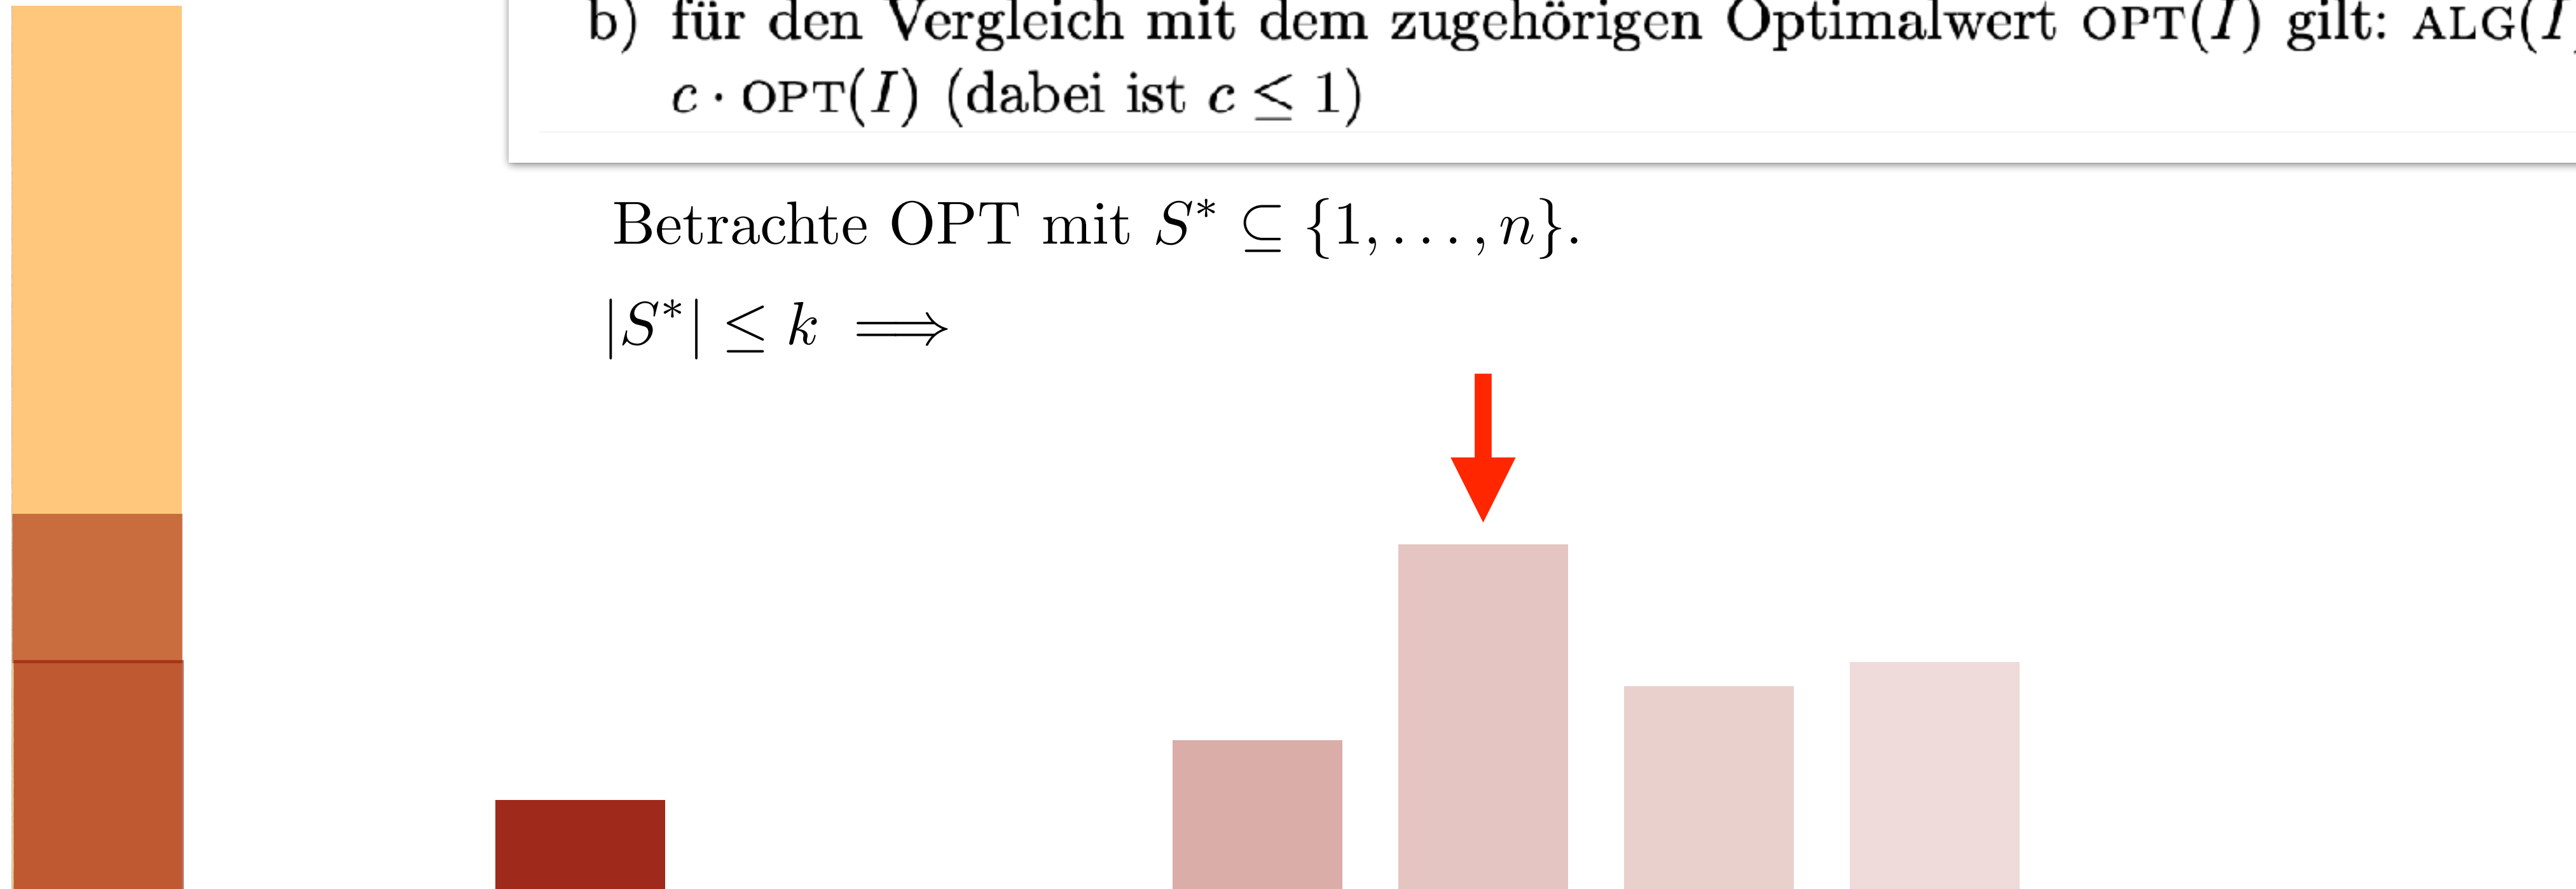 b) für den Vergleich mit dem zugehörigen Optimalwert OPT(I) gilt: ALG(I
c · OPT(I) (dabei ist c ≤ 1)
Betrachte OPT mit S* ⊆ {1, . . . , n}.
|S*| ≤ k ⟹